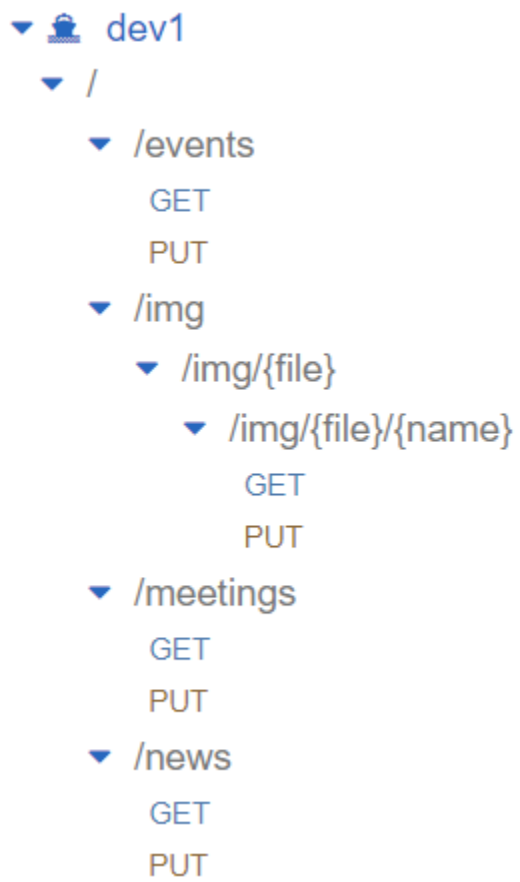 dev1
/
/events
GET
PUT
/img
/img/{file}
/img/{file}/{name}
GET
PUT
/meetings
GET
PUT
/news
GET
PUT